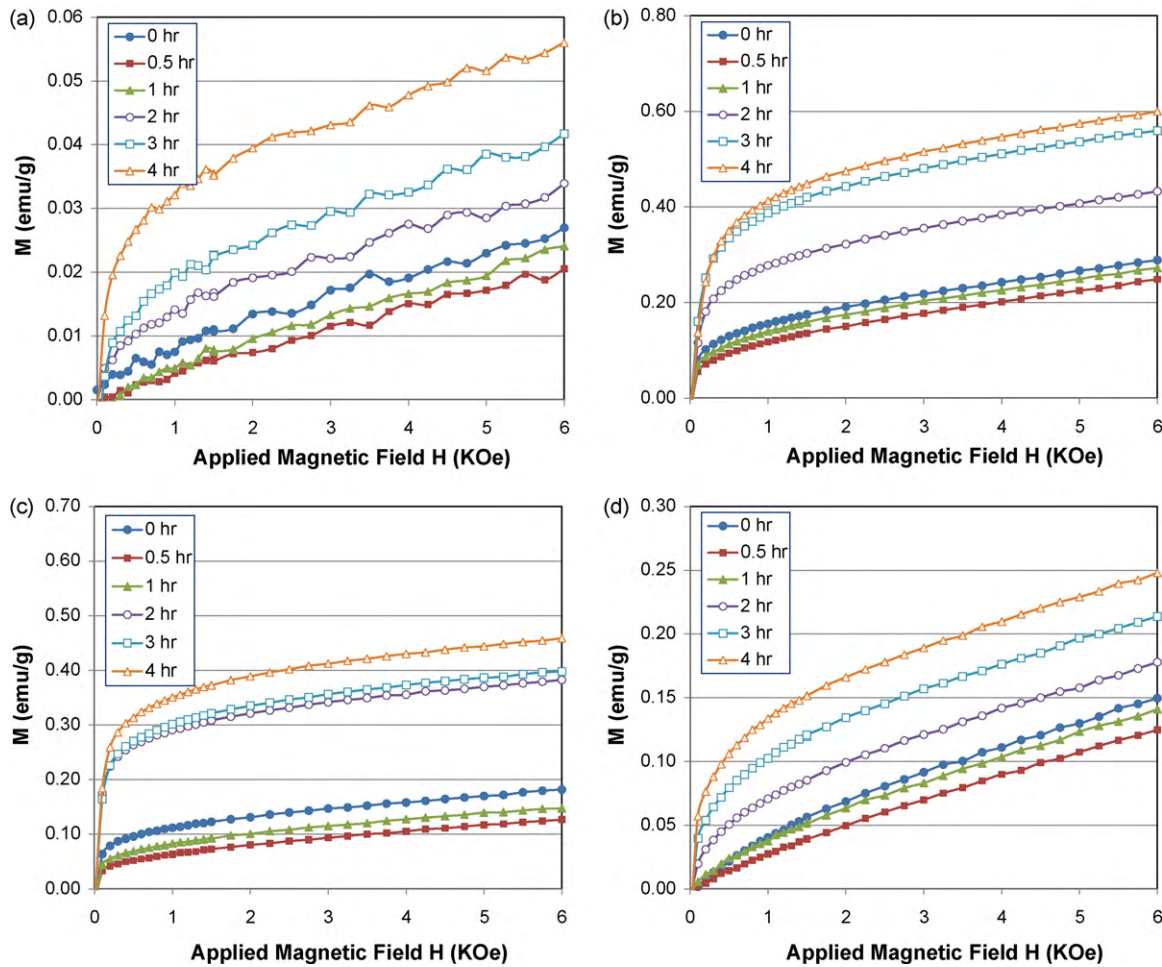 (a)
0.06
0.05
0.04
0.03
0.02
0.01
0.00
M (emu/g)
0 hr
0.5 hr
1 hr
2 hr
3 hr
4 hr
0 1 2 3 4 5 6
Applied Magnetic Field H (KOe)
(b)
0.80
0.60
0.40
0.20
0.00
M (emu/g)
0 hr
0.5 hr
1 hr
2 hr
3 hr
4 hr
0 1 2 3 4 5 6
Applied Magnetic Field H (KOe)
(c)
0.70
0.60
0.50
0.40
0.30
0.20
0.10
0.00
M (emu/g)
0 hr
0.5 hr
1 hr
2 hr
3 hr
4 hr
0 1 2 3 4 5 6
Applied Magnetic Field H (KOe)
(d)
0.30
0.25
0.20
0.15
0.10
0.05
0.00
M (emu/g)
0 hr
0.5 hr
1 hr
2 hr
3 hr
4 hr
0 1 2 3 4 5 6
Applied Magnetic Field H (KOe)